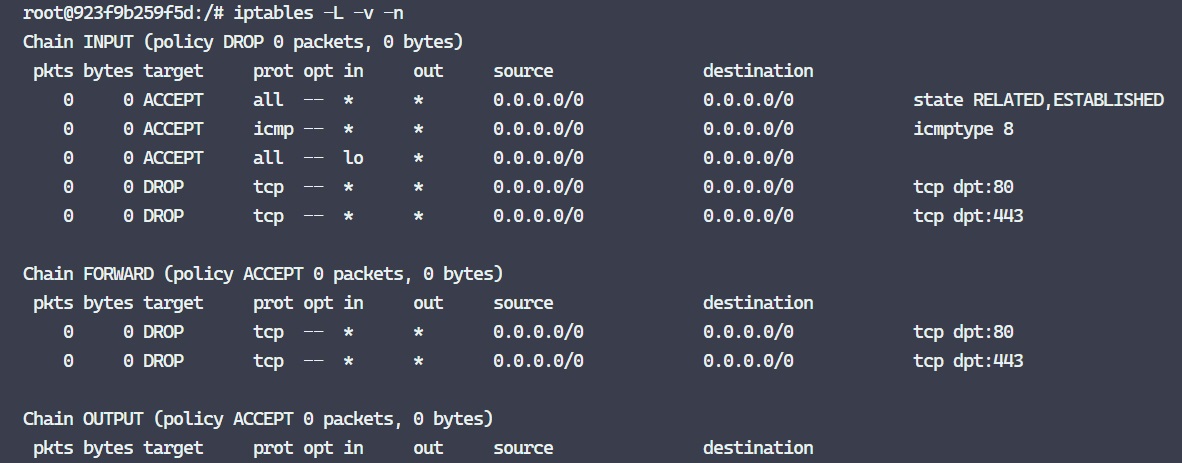 root@923f9b259f5d:/# iptables -L -v -n
Chain INPUT (policy DROP 0 packets, 0 bytes)
 pkts bytes target     prot opt in     out     source               destination
    0     0 ACCEPT     all  --  *      *       0.0.0.0/0            0.0.0.0/0            state RELATED,ESTABLISHED
    0     0 ACCEPT     icmp --  *      *       0.0.0.0/0            0.0.0.0/0            icmptype 8
    0     0 ACCEPT     all  --  lo     *       0.0.0.0/0            0.0.0.0/0
    0     0 DROP       tcp  --  *      *       0.0.0.0/0            0.0.0.0/0            tcp dpt:80
    0     0 DROP       tcp  --  *      *       0.0.0.0/0            0.0.0.0/0            tcp dpt:443

Chain FORWARD (policy ACCEPT 0 packets, 0 bytes)
 pkts bytes target     prot opt in     out     source               destination
    0     0 DROP       tcp  --  *      *       0.0.0.0/0            0.0.0.0/0            tcp dpt:80
    0     0 DROP       tcp  --  *      *       0.0.0.0/0            0.0.0.0/0            tcp dpt:443

Chain OUTPUT (policy ACCEPT 0 packets, 0 bytes)
 pkts bytes target     prot opt in     out     source               destination